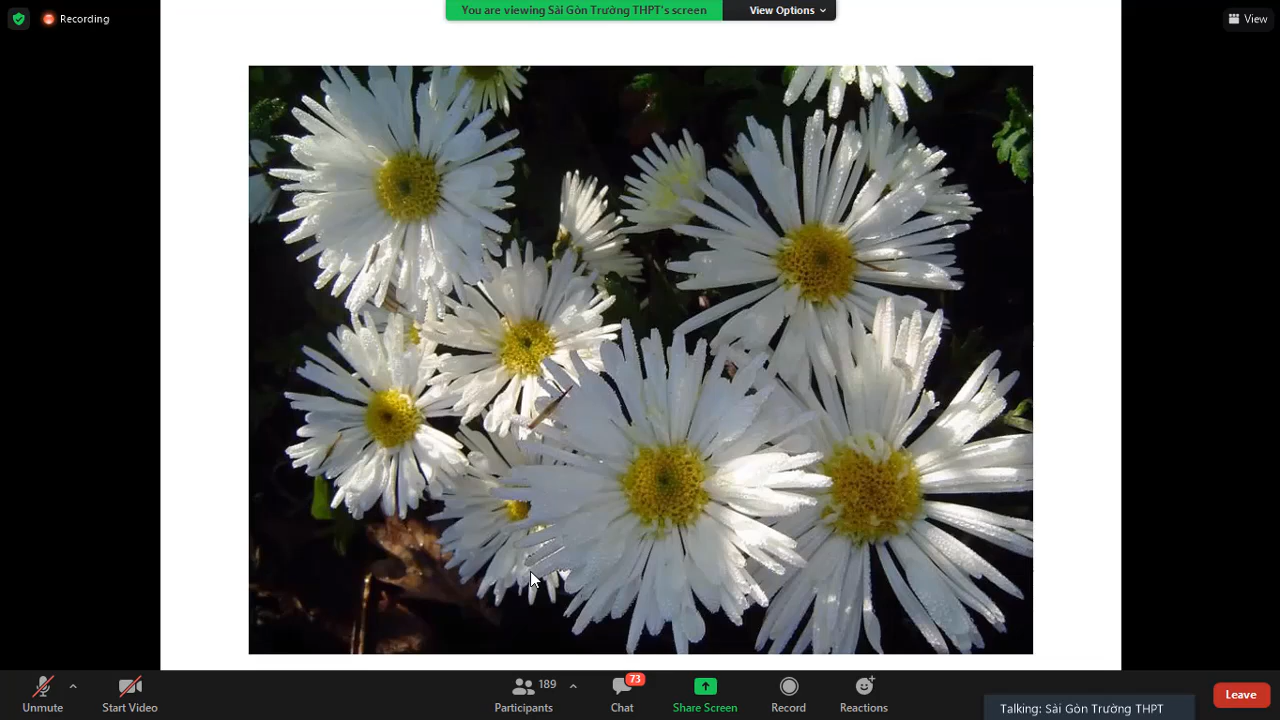 Recording
You are viewing Sài Gòn Trường THPT's screen
View Options
View
Unmute
Start Video
189
Participants
73
Chat
Share Screen
Record
Reactions
Talking: Sài Gòn Trường THPT
Leave